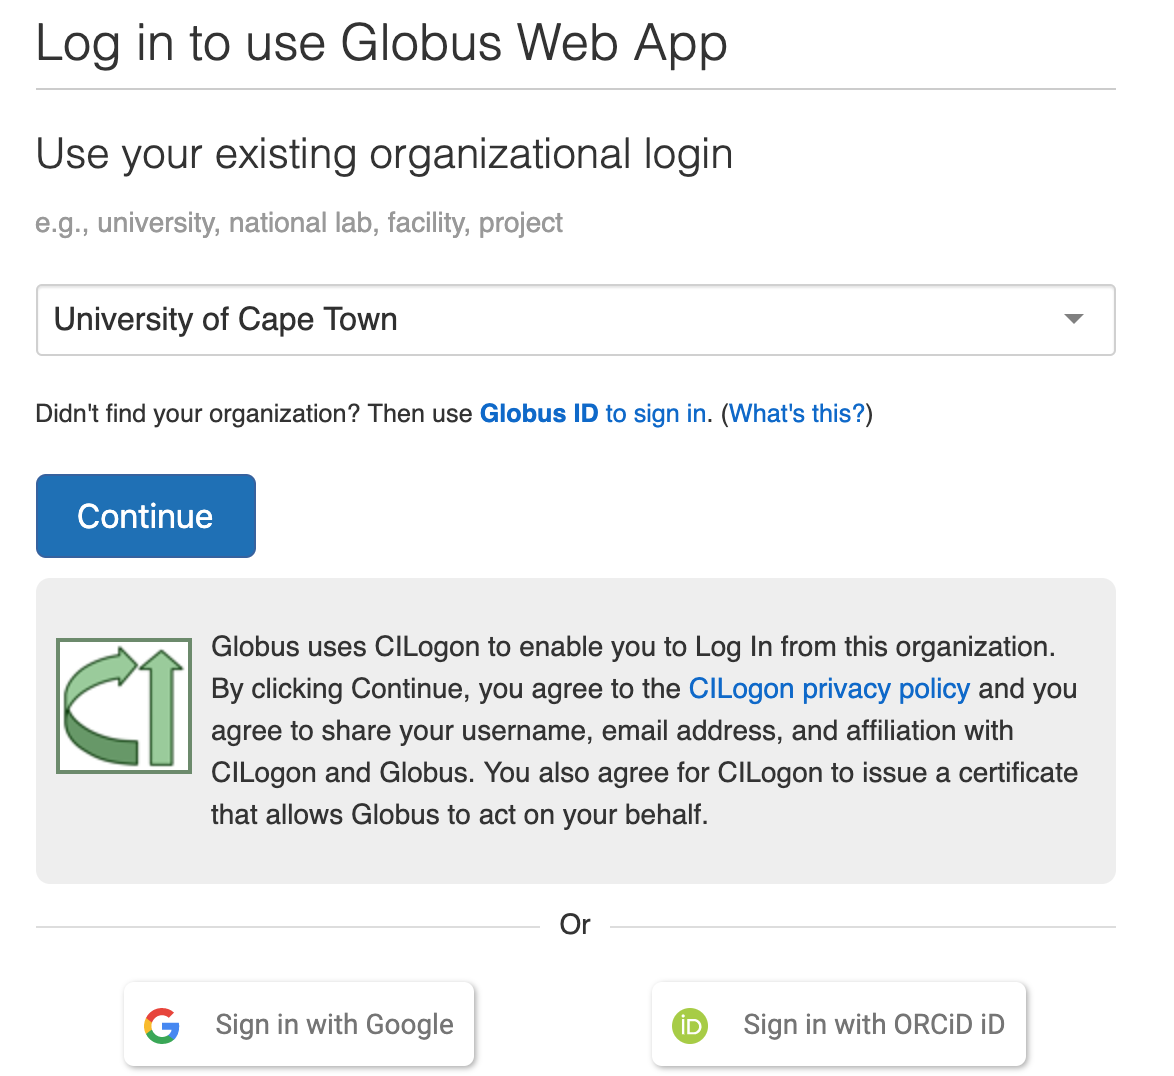 Log in to use Globus Web App
Use your existing organizational login
e.g., university, national lab, facility, project
University of Cape Town
Didn't find your organization? Then use Globus ID to sign in. (What's this?)
Continue
Globus uses CILogon to enable you to Log In from this organization.
By clicking Continue, you agree to the CILogon privacy policy and you
agree to share your username, email address, and affiliation with
CILogon and Globus. You also agree for CILogon to issue a certificate
that allows Globus to act on your behalf.
Or
Sign in with Google
iD Sign in with ORCiD iD